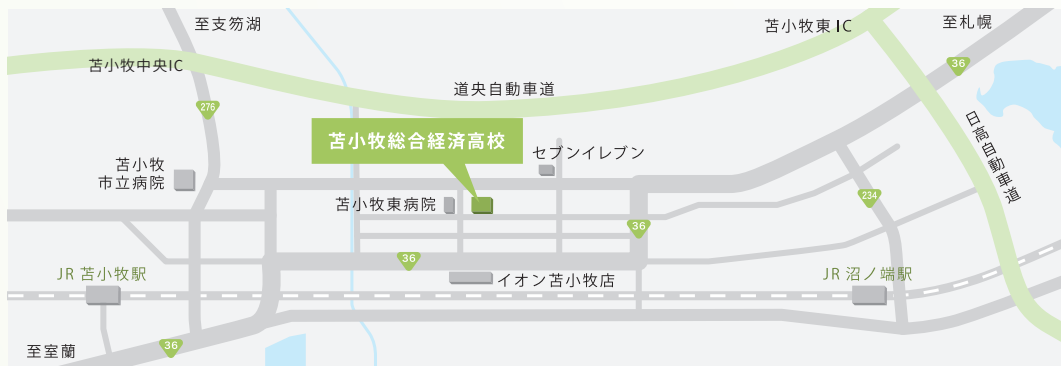 至支笏湖
苫小牧東IC
至札幌
苫小牧中央IC
36
道央自動車道
276
日高自動車道
苫小牧総合経済高校
セブンイレブン
苫小牧
市立病院
苫小牧東病院
234
36
36
JR 苫小牧駅
イオン苫小牧店
JR 沼ノ端駅
36
至室蘭